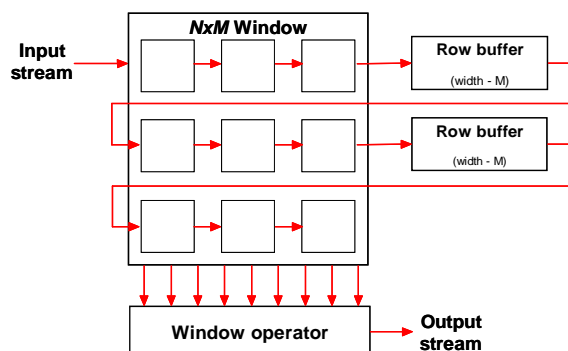 NxM Window
Input
stream
Row buffer
(width - M)
Row buffer
(width - M)
Window operator
Output
stream